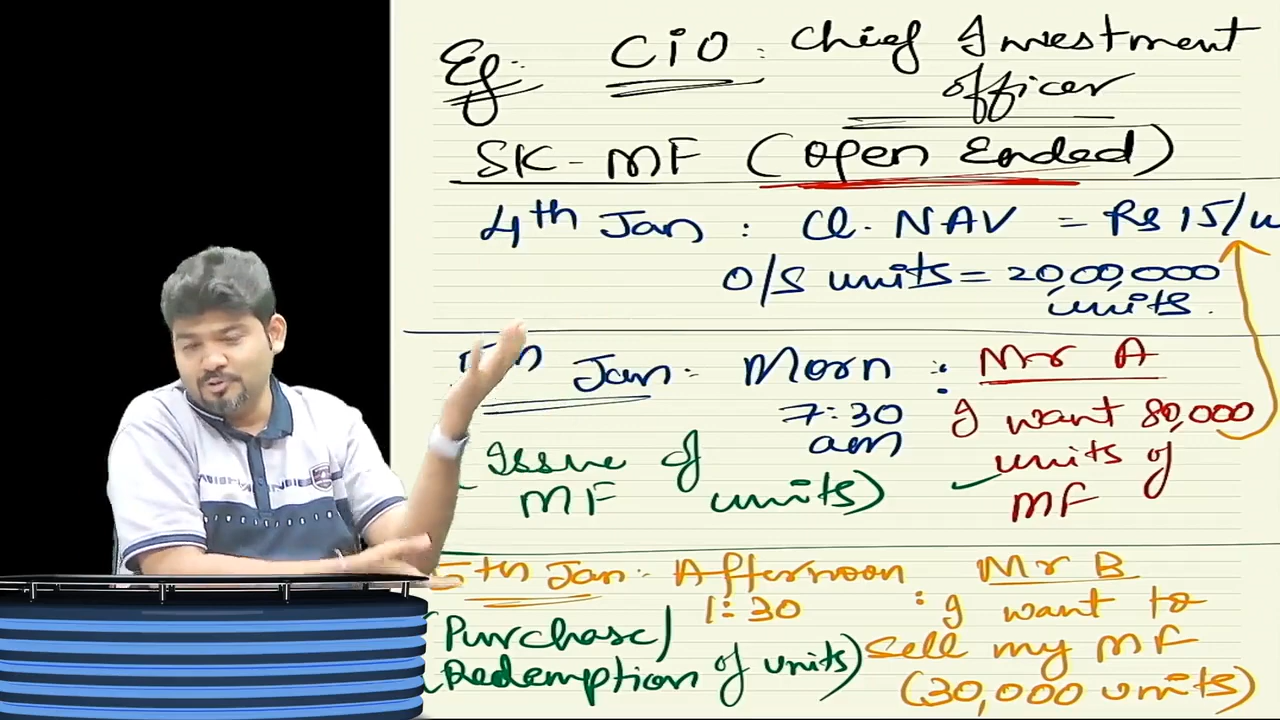 Eg:- CiO : Chief Investment
officer
SK-MF (Open Ended)
4th Jan : Cl. NAV = Rs 15/u
O/S units = 20,00,000
units.
Jan: Morn : Mr A
7:30
am
I want 80,000
units of
MF
(Issue of
MF units)
5th Jan: Afternoon : Mr B
1:30
I want to
sell my MF
(30,000 units)
(Purchase/
Redemption of units)